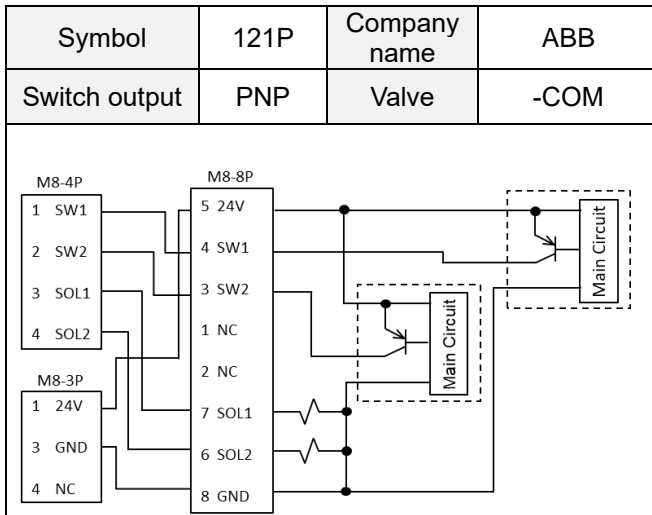 Symbol
121P
Company
name
ABB
Switch output
PNP
Valve
-COM
M8-4P
1 SW1
2 SW2
3 SOL1
4 SOL2
M8-3P
1 24V
3 GND
4 NC
M8-8P
5 24V
4 SW1
3 SW2
1 NC
2 NC
7 SOL1
6 SOL2
8 GND
Main Circuit
Main Circuit